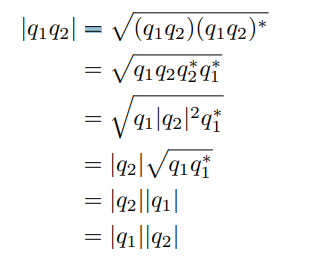 |q₁q₂| = √(q₁q₂)(q₁q₂)*
= √q₁q₂q₂*q₁*
= √q₁|q₂|²q₁*
= |q₂|√q₁q₁*
= |q₂||q₁|
= |q₁||q₂|